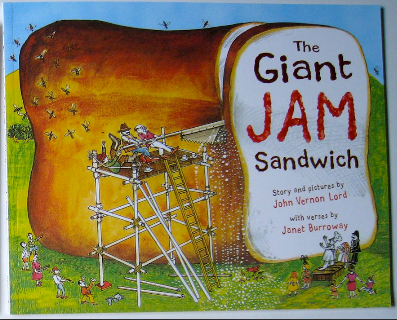 The
Giant
JAM
Sandwich
Story and pictures by
John Vernon Lord
with verses by
Janet Burroway